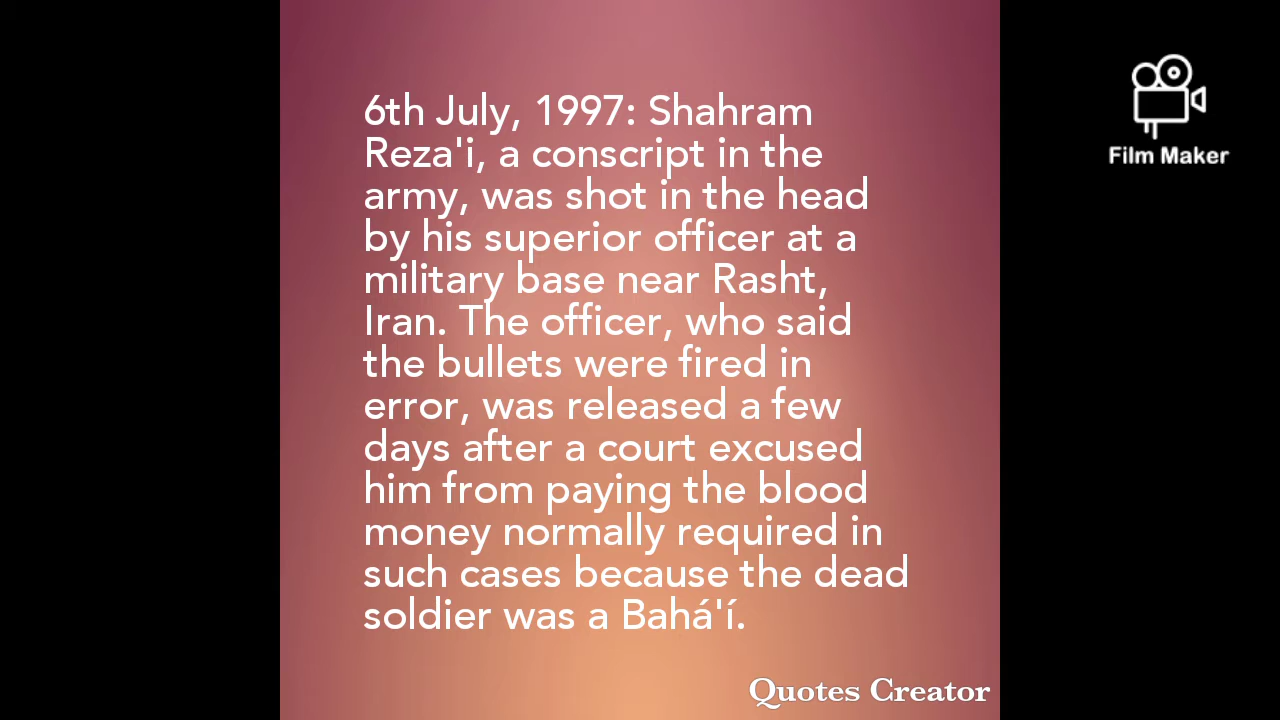 6th July, 1997: Shahram
Reza'i, a conscript in the
army, was shot in the head
by his superior officer at a
military base near Rasht,
Iran. The officer, who said
the bullets were fired in
error, was released a few
days after a court excused
him from paying the blood
money normally required in
such cases because the dead
soldier was a Bahá'í.
Quotes Creator
Film Maker